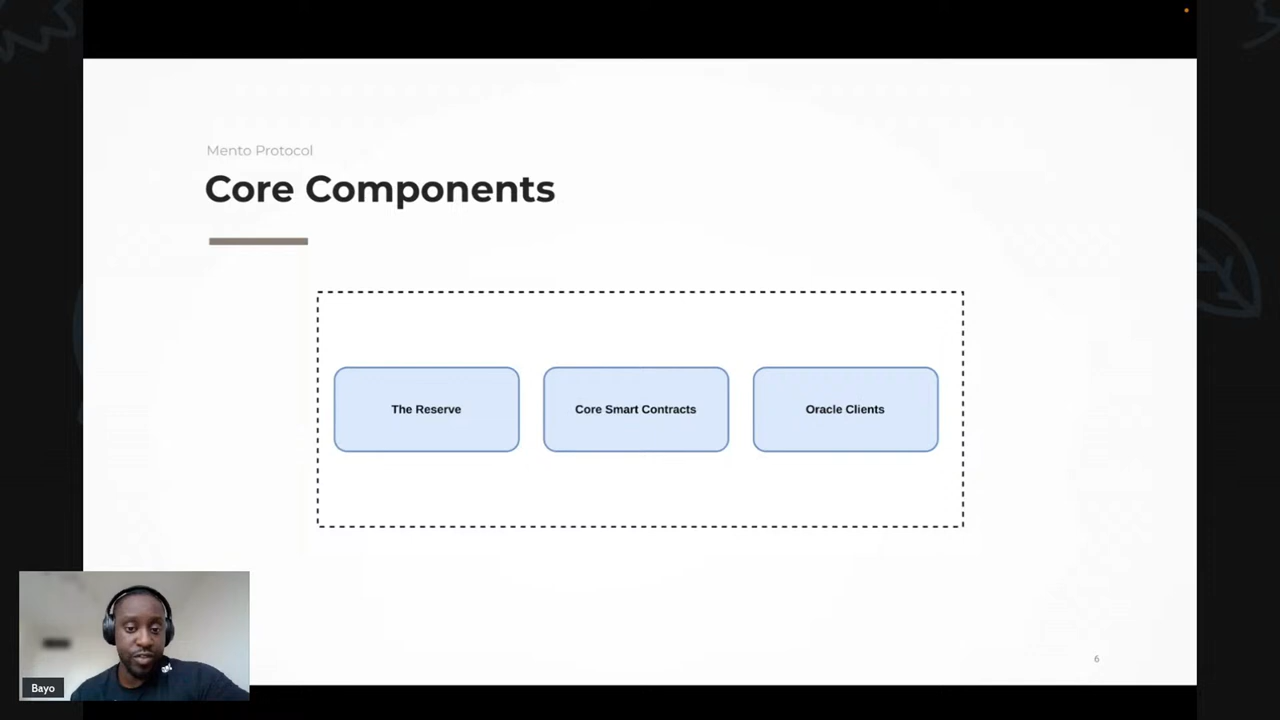 Mento Protocol
Core Components
The Reserve
Core Smart Contracts
Oracle Clients
Bayo
6